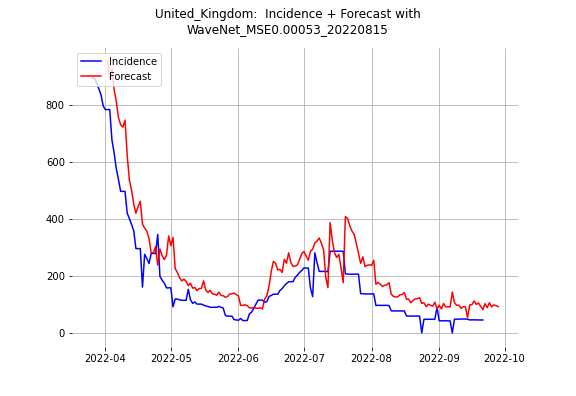 United_Kingdom: Incidence + Forecast with
WaveNet_MSE0.00053_20220815
Incidence
Forecast
800
600
400
200
0
2022-04 2022-05 2022-06 2022-07 2022-08 2022-09 2022-10